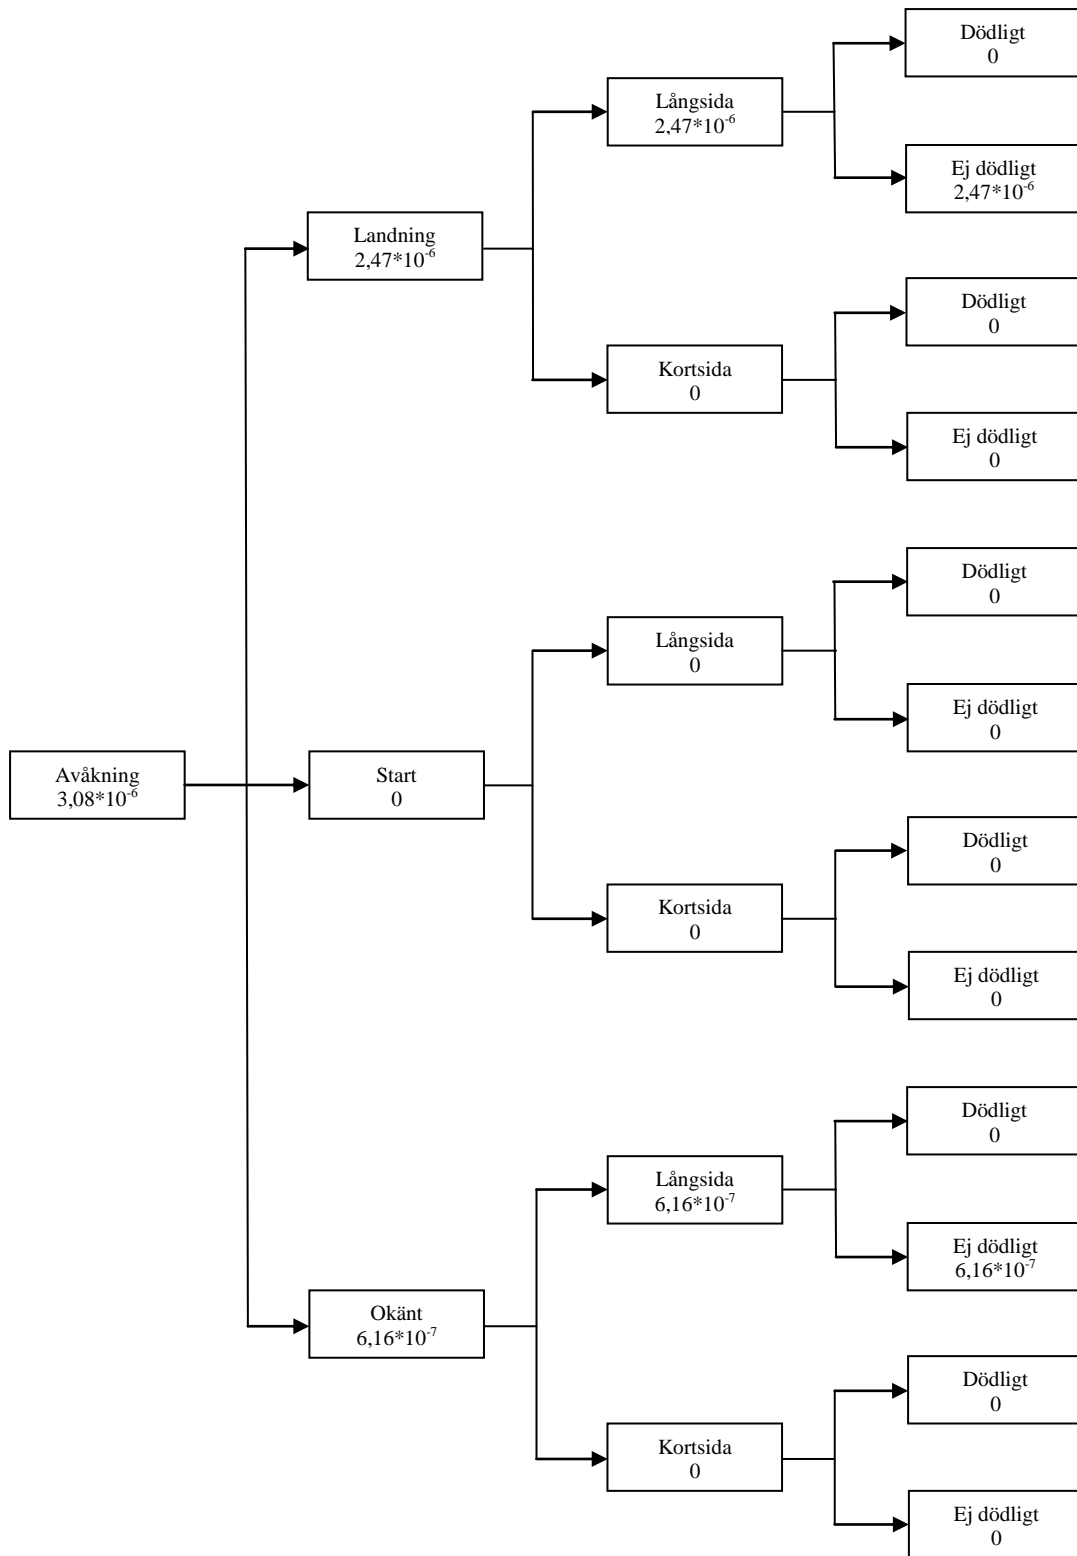 Dödligt
0
Långsida
2,47*10⁻⁶
Ej dödligt
2,47*10⁻⁶
Landning
2,47*10⁻⁶
Dödligt
0
Kortsida
0
Ej dödligt
0
Dödligt
0
Långsida
0
Ej dödligt
0
Avåkning
3,08*10⁻⁶
Start
0
Dödligt
0
Kortsida
0
Ej dödligt
0
Dödligt
0
Långsida
6,16*10⁻⁷
Ej dödligt
6,16*10⁻⁷
Okänt
6,16*10⁻⁷
Dödligt
0
Kortsida
0
Ej dödligt
0